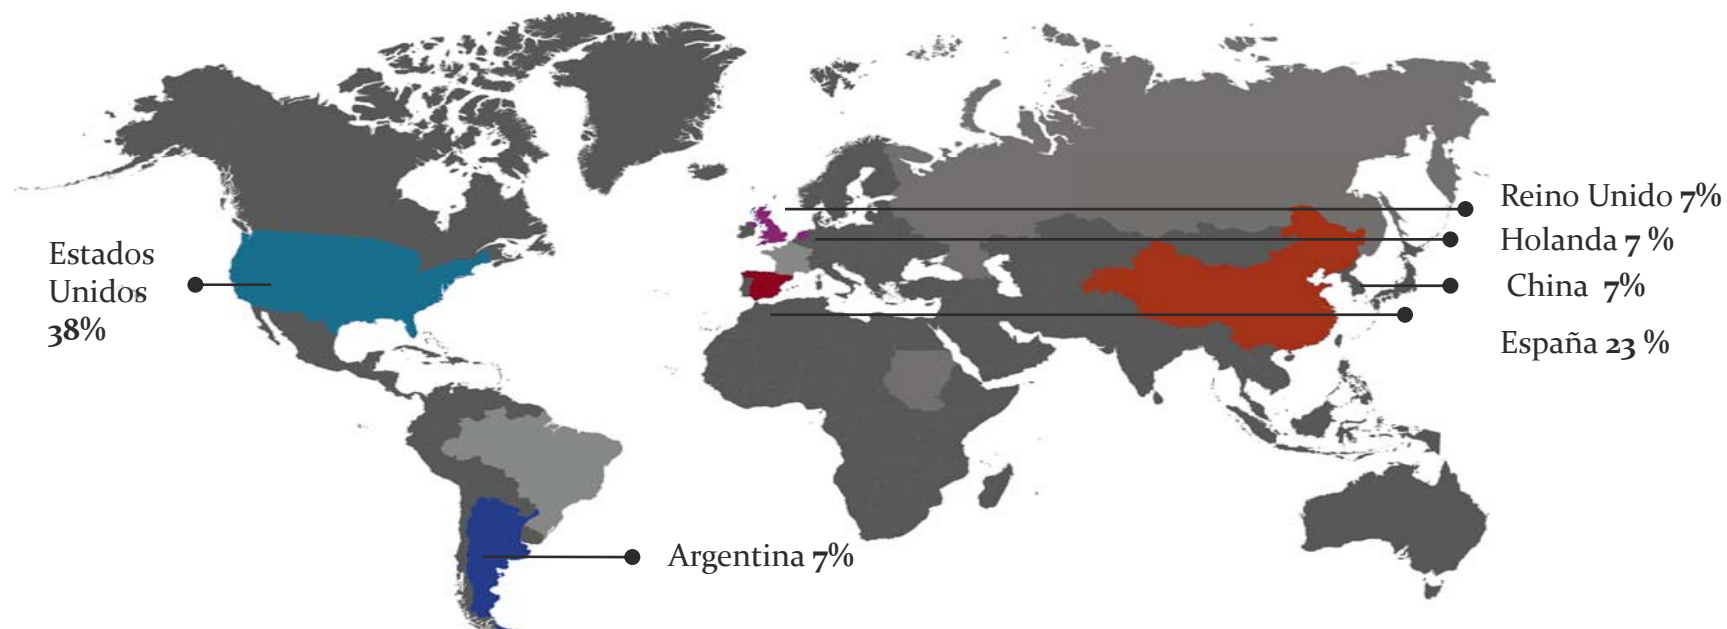 Estados
Unidos
38%
Reino Unido 7%
Holanda 7 %
China 7%
España 23 %
Argentina 7%